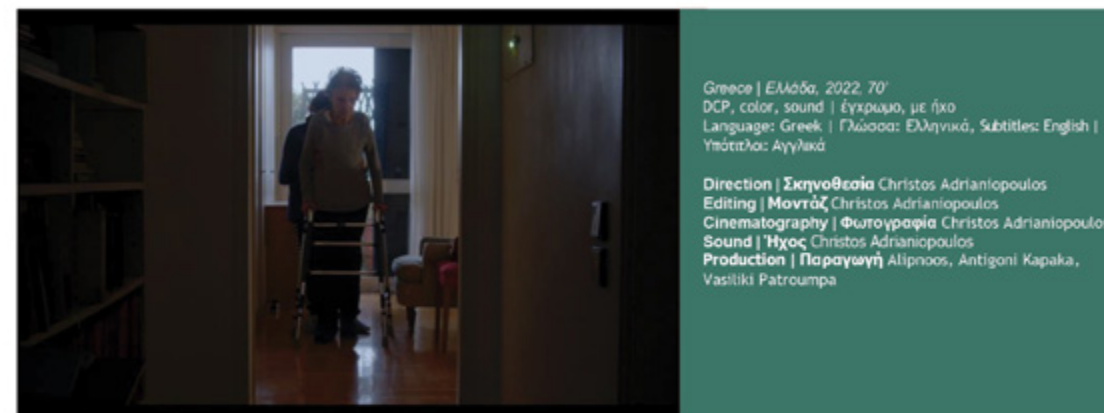 Greece | Ελλάδα, 2022, 70'
DCP, color, sound | έγχρωμο, με ήχο
Language: Greek | Γλώσσα: Ελληνικά, Subtitles: English |
Υπότιτλοι: Αγγλικά
Direction | Σκηνοθεσία Christos Adrianiopoulos
Editing | Μοντάζ Christos Adrianiopoulos
Cinematography | Φωτογραφία Christos Adrianiopoulo
Sound | Ήχος Christos Adrianiopoulos
Production | Παραγωγή Alipnoos, Antigoni Kapaka,
Vasiliki Patroumpa